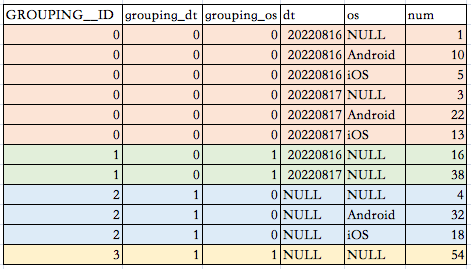 GROUPING__ID grouping_dt grouping_os dt os num
0 0 0 20220816 NULL 1
0 0 0 20220816 Android 10
0 0 0 20220816 iOS 5
0 0 0 20220817 NULL 3
0 0 0 20220817 Android 22
0 0 0 20220817 iOS 13
1 0 1 20220816 NULL 16
1 0 1 20220817 NULL 38
2 1 0 NULL NULL 4
2 1 0 NULL Android 32
2 1 0 NULL iOS 18
3 1 1 NULL NULL 54